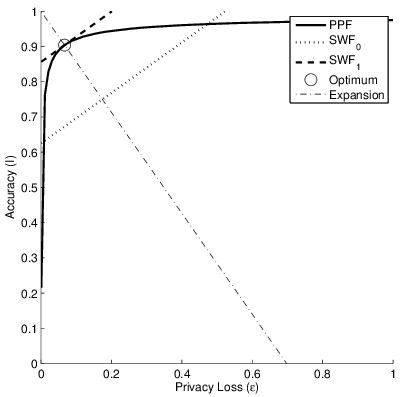 1
0.9
0.8
0.7
0.6
0.5
0.4
0.3
0.2
0.1
0
0 0.2 0.4 0.6 0.8 1
Accuracy (I)
Privacy Loss (ε)
PPF
SWF0
SWF1
Optimum
Expansion